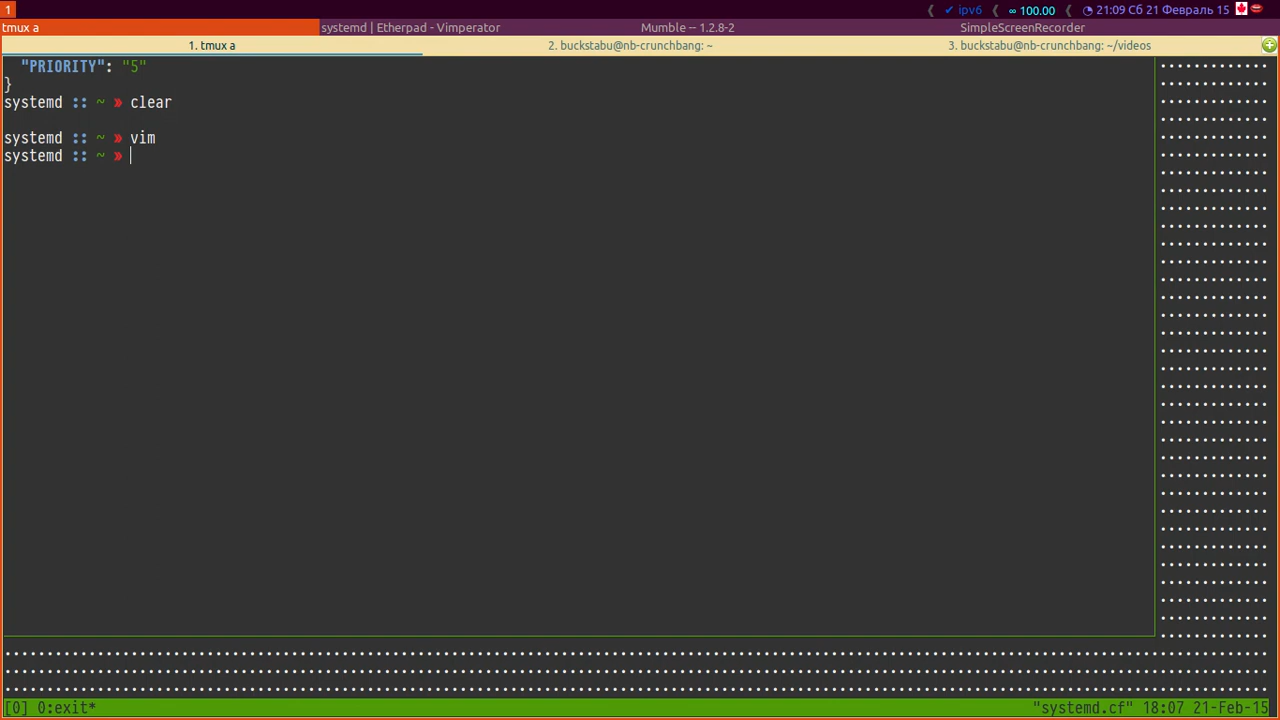 1
✔ ipv6 ∞ 100.00 21:09 Сб 21 Февраль 15
tmux a systemd | Etherpad - Vimperator Mumble -- 1.2.8-2 SimpleScreenRecorder
1. tmux a 2. buckstabu@nb-crunchbang: ~ 3. buckstabu@nb-crunchbang: ~/videos
"PRIORITY": "5"
}
systemd :: ~ » clear
systemd :: ~ » vim
systemd :: ~ »
[0] 0:exit* "systemd.cf" 18:07 21-Feb-15